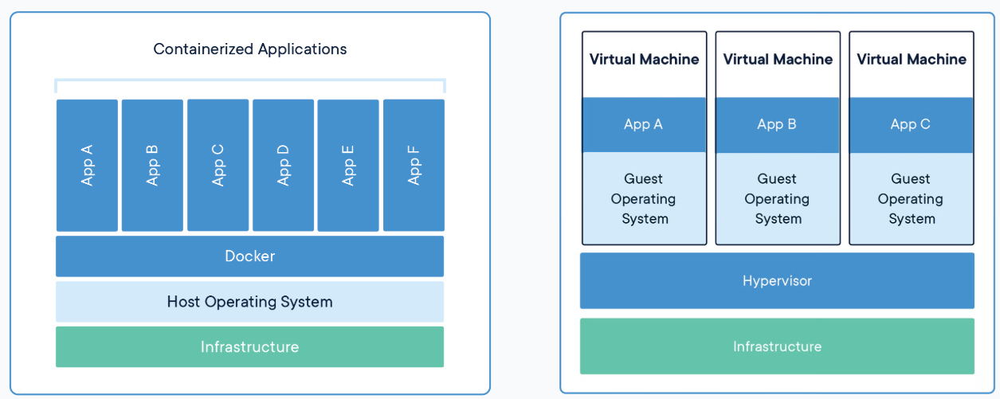 Containerized Applications
App A
App B
App C
App D
App E
App F
Docker
Host Operating System
Infrastructure
Virtual Machine
App A
Guest
Operating
System
Virtual Machine
App B
Guest
Operating
System
Virtual Machine
App C
Guest
Operating
System
Hypervisor
Infrastructure